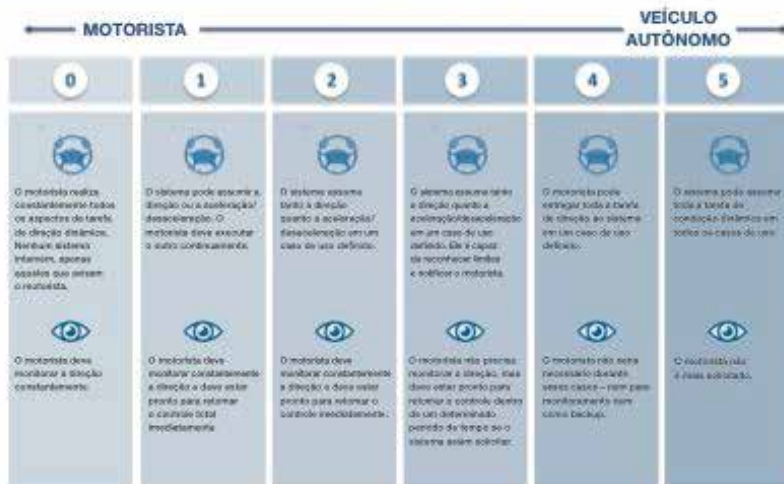 MOTORISTA
VEÍCULO
AUTÔNOMO
0
1
2
3
4
5
O motorista realiza
constantemente todos
os aspectos da tarefa
de direção dinâmica.
Nenhum sistema
intervém, apenas
aqueles que avisam
o motorista.
O motorista deve
monitorar a direção
constantemente.
O sistema pode assumir a
direção ou a aceleração/
desaceleração. O
motorista deve executar
o outro continuamente.
O motorista deve
monitorar constantemente
a direção e deve estar
pronto para retomar
o controle total
imediatamente.
O sistema assume
tanto a direção
quanto a aceleração/
desaceleração em um
caso de uso definido.
O motorista deve
monitorar constantemente
a direção e deve estar
pronto para retomar o
controle imediatamente.
O sistema assume tanto
a direção quanto a
aceleração/desaceleração
em um caso de uso
definido. Ele é capaz
de reconhecer limites
e notificar o motorista.
O motorista não precisa
monitorar a direção, mas
deve estar pronto para
retomar o controle dentro
de um determinado
período de tempo se o
sistema assim solicitar.
O motorista pode
entregar toda a tarefa
de direção ao sistema
em um caso de uso
definido.
O motorista não será
necessário durante
esses casos – nem para
monitoramento nem
como backup.
O sistema pode assumir
toda a tarefa de
condução dinâmica em
todos os casos de uso.
O motorista não
é mais solicitado.